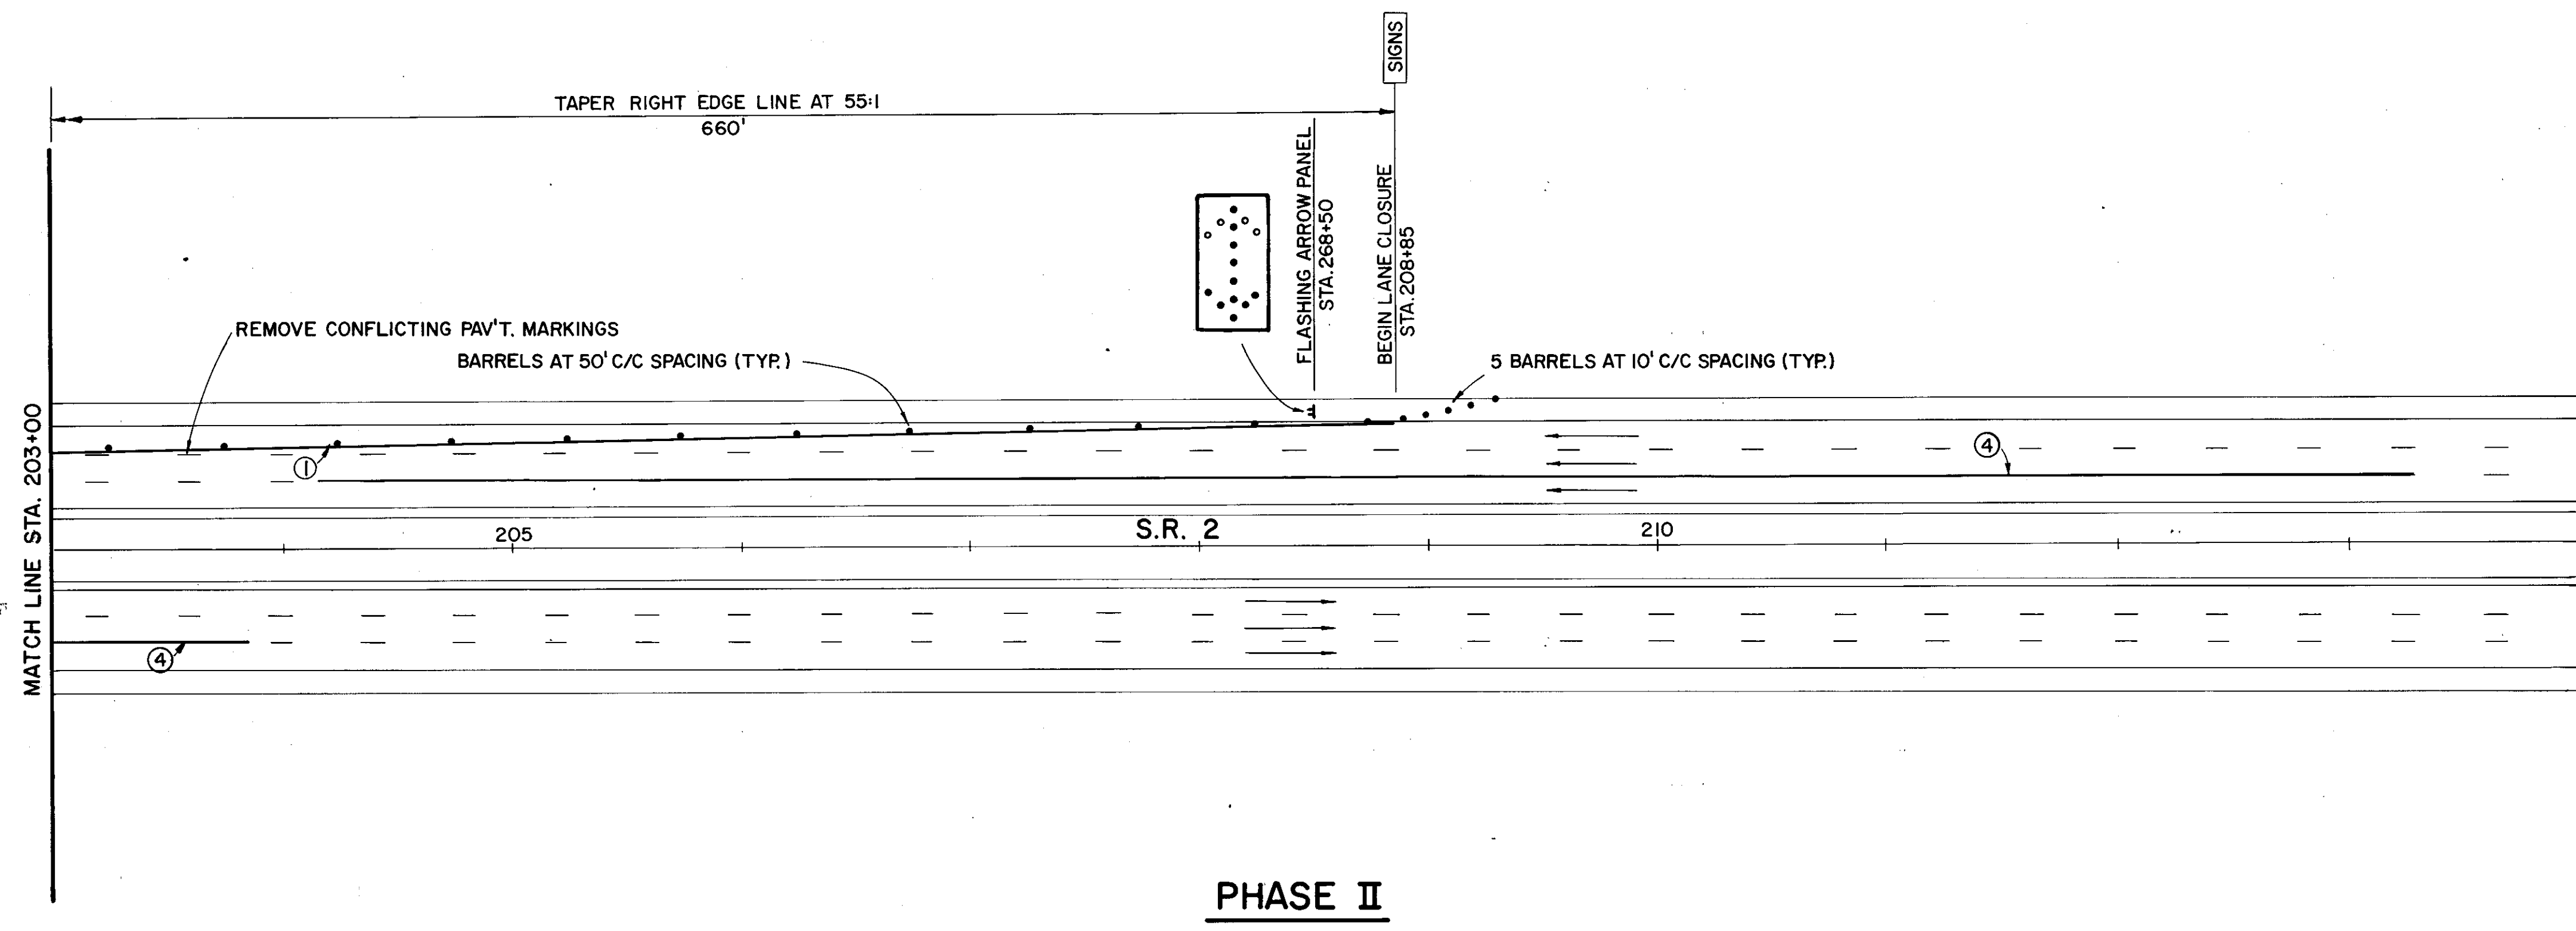 SIGNS
TAPER RIGHT EDGE LINE AT 55:1
660'
FLASHING ARROW PANEL
STA. 268+50
BEGIN LANE CLOSURE
STA. 208+85
REMOVE CONFLICTING PAV'T. MARKINGS
BARRELS AT 50' C/C SPACING (TYP.)
5 BARRELS AT 10' C/C SPACING (TYP.)
MATCH LINE STA. 203+00
1
4
205
S.R. 2
210
4
PHASE II